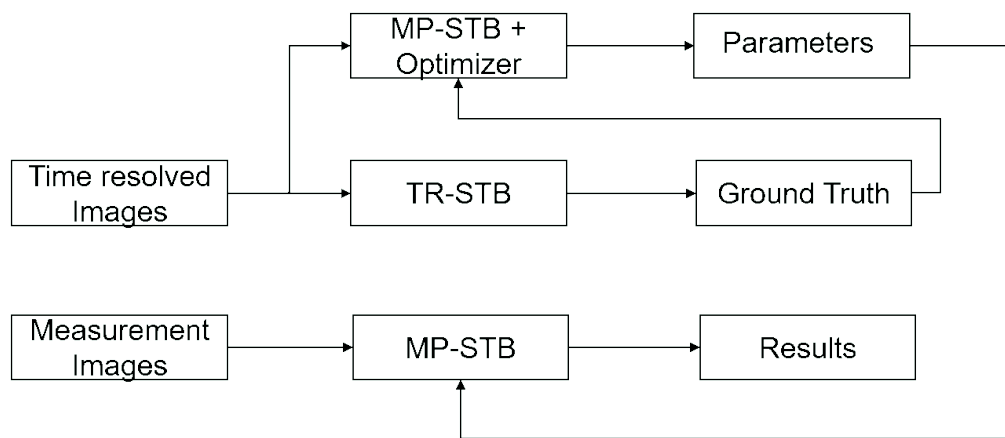 MP-STB +
Optimizer
Parameters
Time resolved
Images
TR-STB
Ground Truth
Measurement
Images
MP-STB
Results